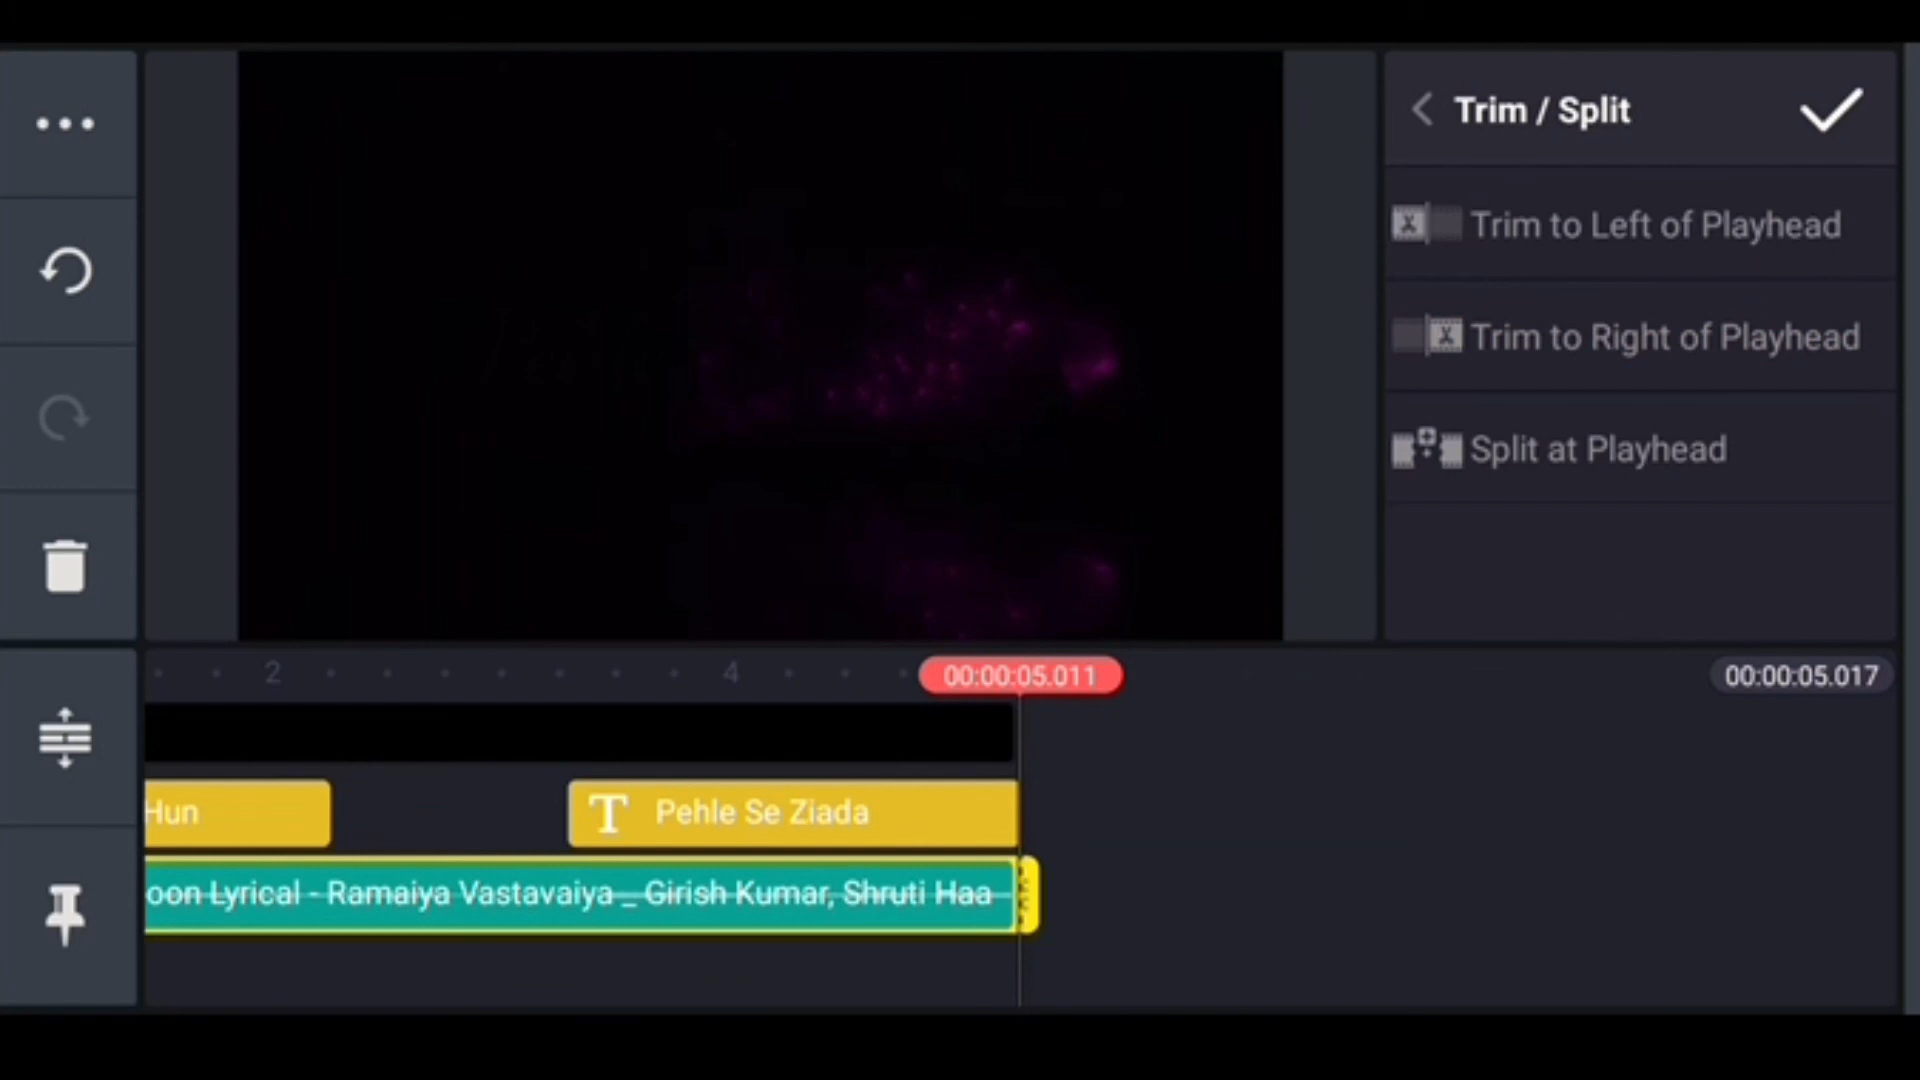 Trim / Split
Trim to Left of Playhead
Trim to Right of Playhead
Split at Playhead
2
4
00:00:05.011
00:00:05.017
Hun
T Pehle Se Ziada
oon Lyrical - Ramaiya Vastavaiya _ Girish Kumar, Shruti Haa